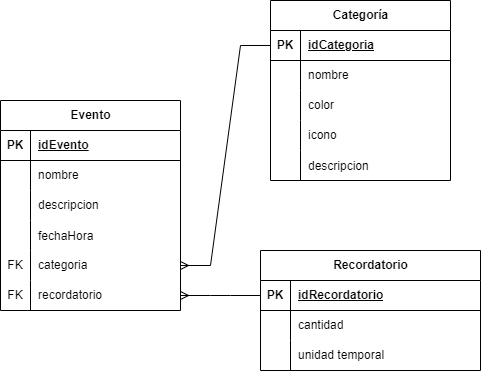 Categoría
PK idCategoria
nombre
color
icono
descripcion
Evento
PK idEvento
nombre
descripcion
fechaHora
FK categoria
FK recordatorio
Recordatorio
PK idRecordatorio
cantidad
unidad temporal